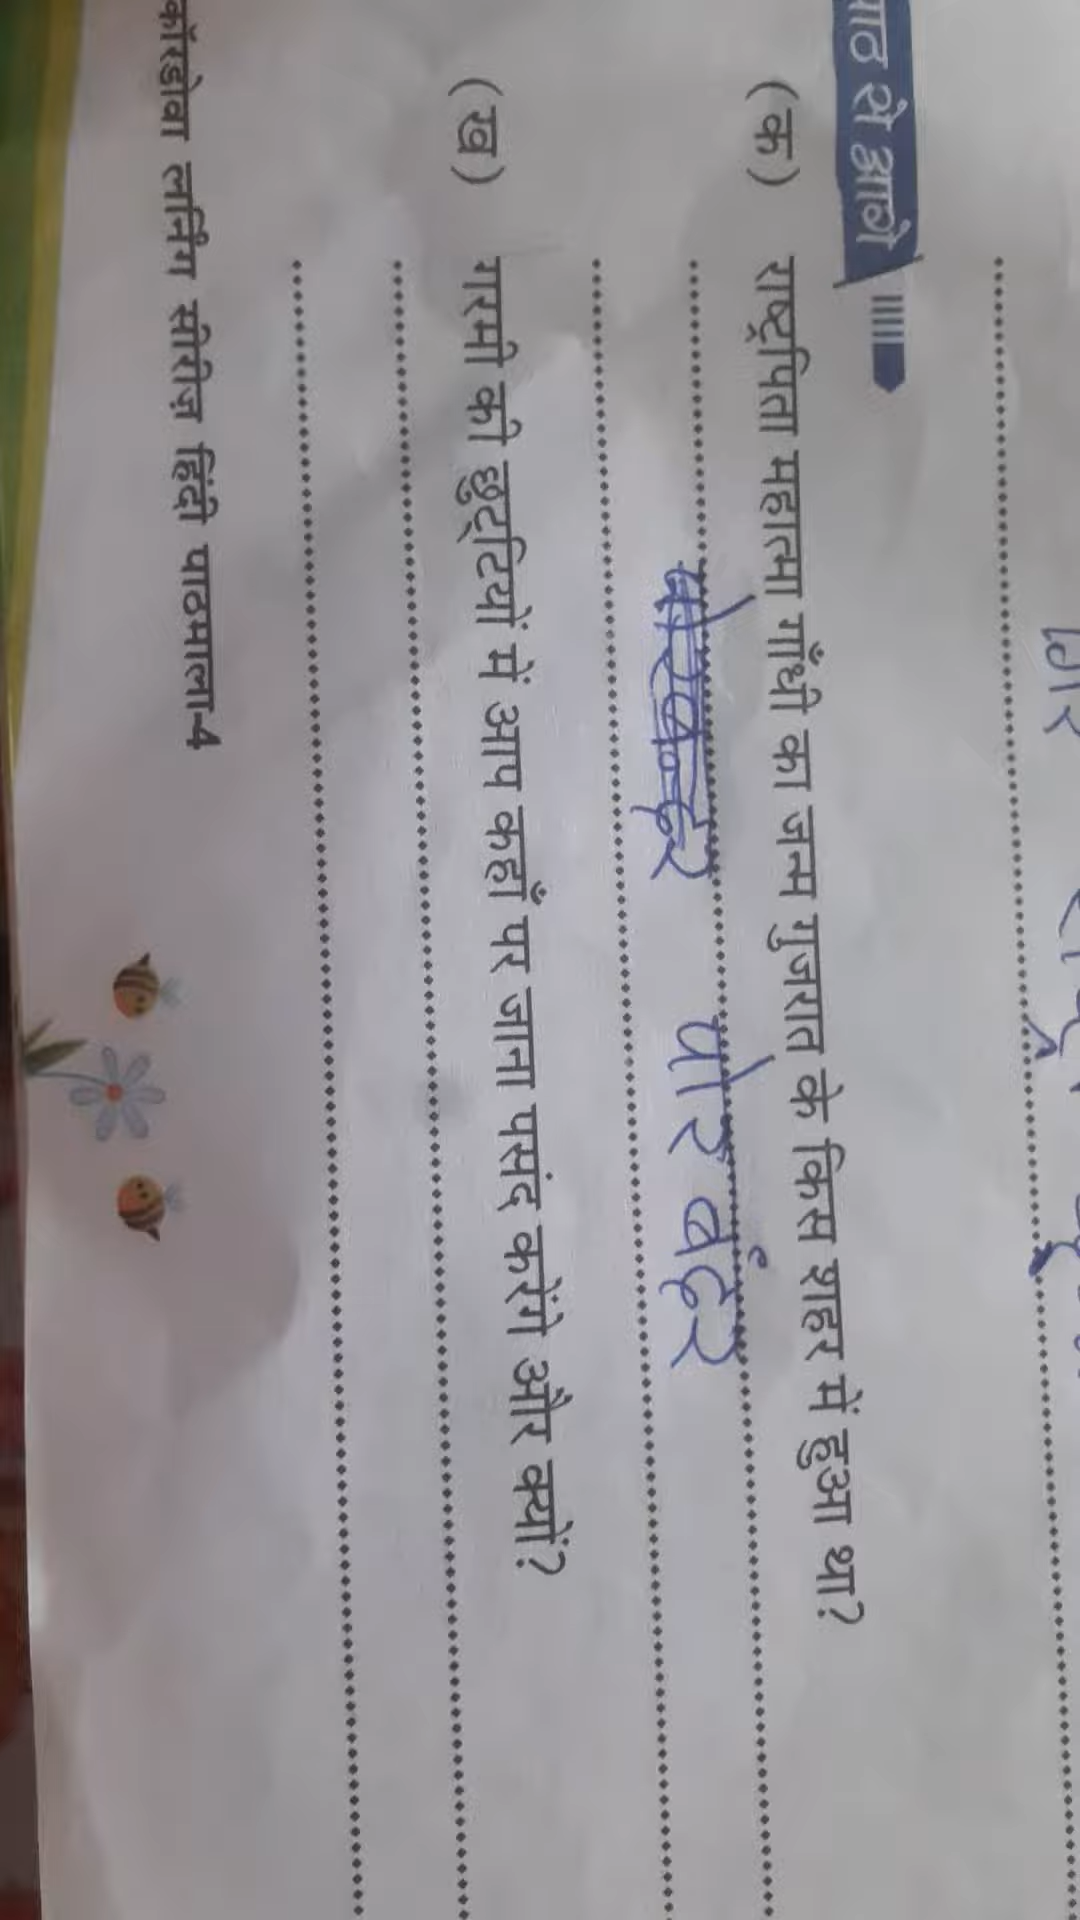 पाठ से आगे
(क) राष्ट्रपिता महात्मा गाँधी का जन्म गुजरात के किस शहर में हुआ था?
पोरबंदर
(ख) गरमी की छुट्टियों में आप कहाँ पर जाना पसंद करेंगे और क्यों?
कॉरडोवा लर्निंग सीरीज़ हिंदी पाठमाला-4